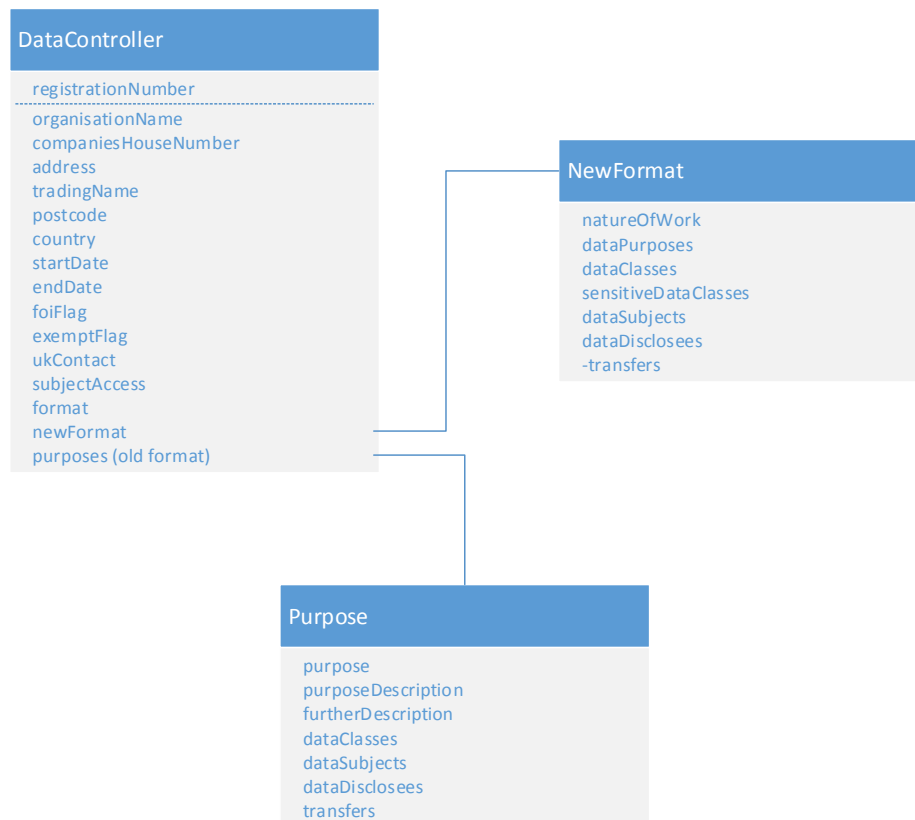 DataController
registrationNumber
organisationName
companiesHouseNumber
address
tradingName
postcode
country
startDate
endDate
foiFlag
exemptFlag
ukContact
subjectAccess
format
newFormat
purposes (old format)
NewFormat
natureOfWork
dataPurposes
dataClasses
sensitiveDataClasses
dataSubjects
dataDisclosees
-transfers
Purpose
purpose
purposeDescription
furtherDescription
dataClasses
dataSubjects
dataDisclosees
transfers